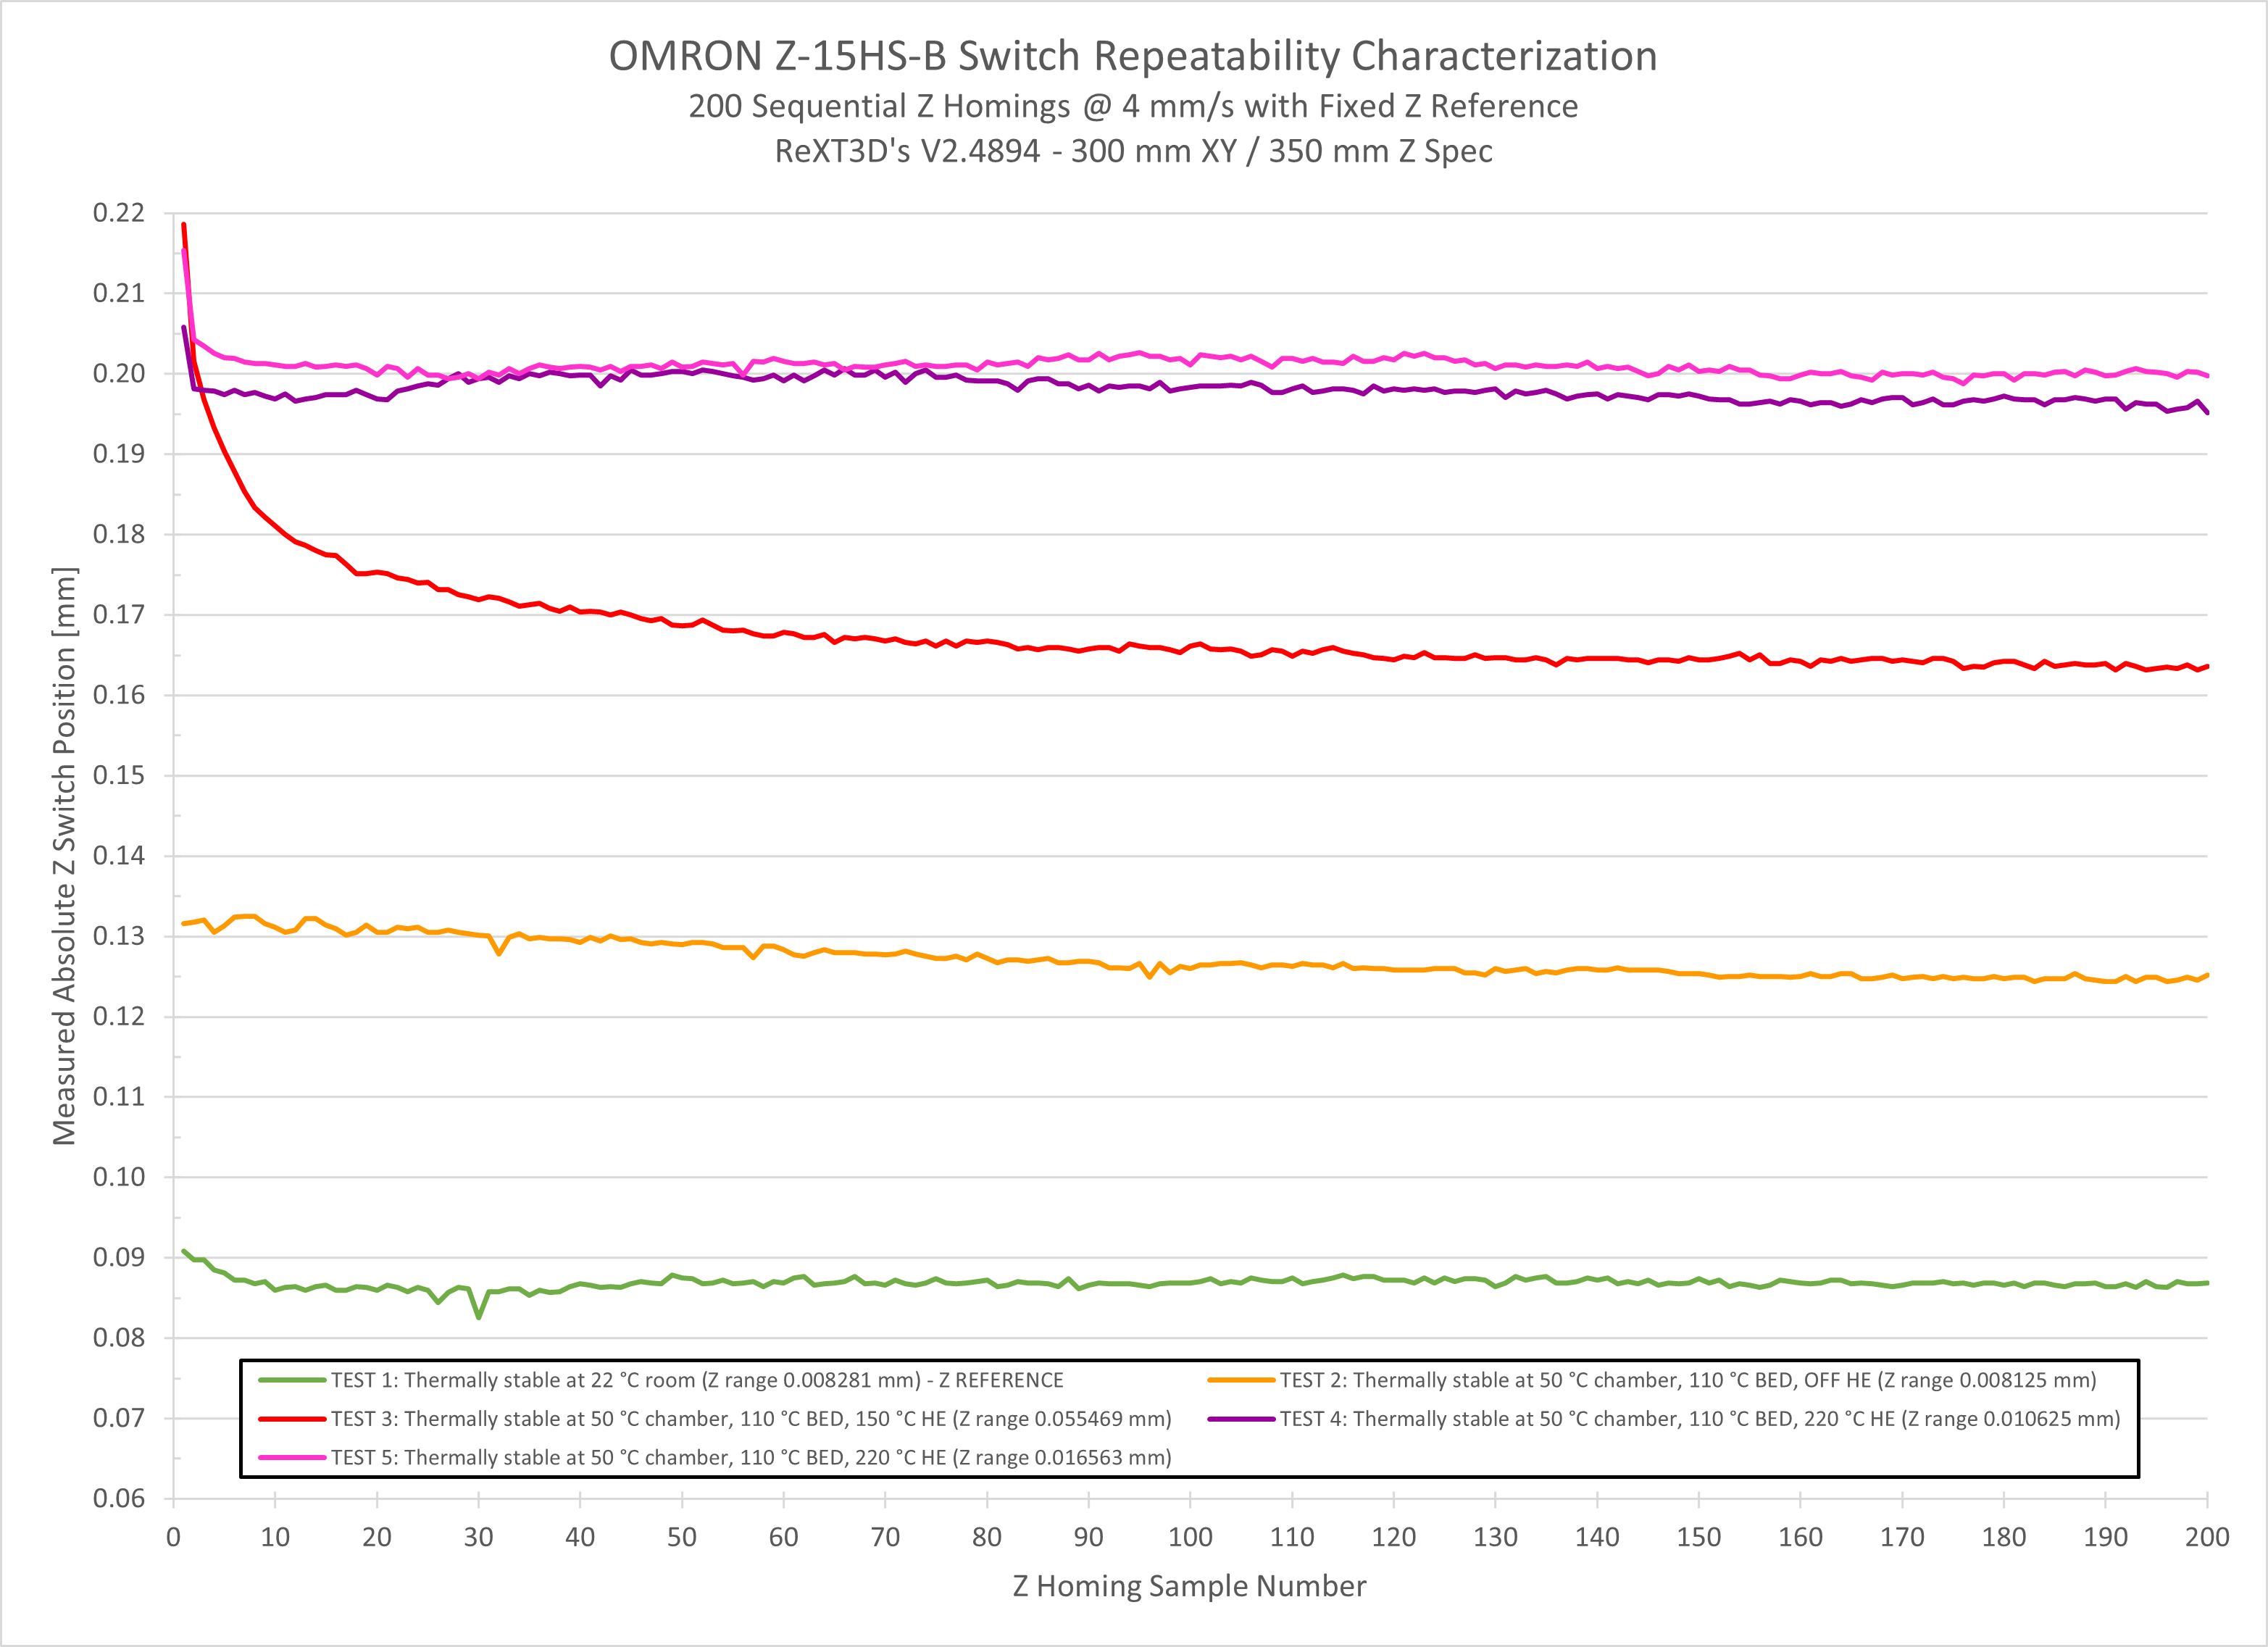 OMRON Z-15HS-B Switch Repeatability Characterization
200 Sequential Z Homings @ 4 mm/s with Fixed Z Reference
ReXT3D's V2.4894 - 300 mm XY / 350 mm Z Spec
Measured Absolute Z Switch Position [mm]
0.22
0.21
0.20
0.19
0.18
0.17
0.16
0.15
0.14
0.13
0.12
0.11
0.10
0.09
0.08
0.07
0.06
TEST 1: Thermally stable at 22 °C room (Z range 0.008281 mm) - Z REFERENCE
TEST 2: Thermally stable at 50 °C chamber, 110 °C BED, OFF HE (Z range 0.008125 mm)
TEST 3: Thermally stable at 50 °C chamber, 110 °C BED, 150 °C HE (Z range 0.055469 mm)
TEST 4: Thermally stable at 50 °C chamber, 110 °C BED, 220 °C HE (Z range 0.010625 mm)
TEST 5: Thermally stable at 50 °C chamber, 110 °C BED, 220 °C HE (Z range 0.016563 mm)
0 10 20 30 40 50 60 70 80 90 100 110 120 130 140 150 160 170 180 190 200
Z Homing Sample Number